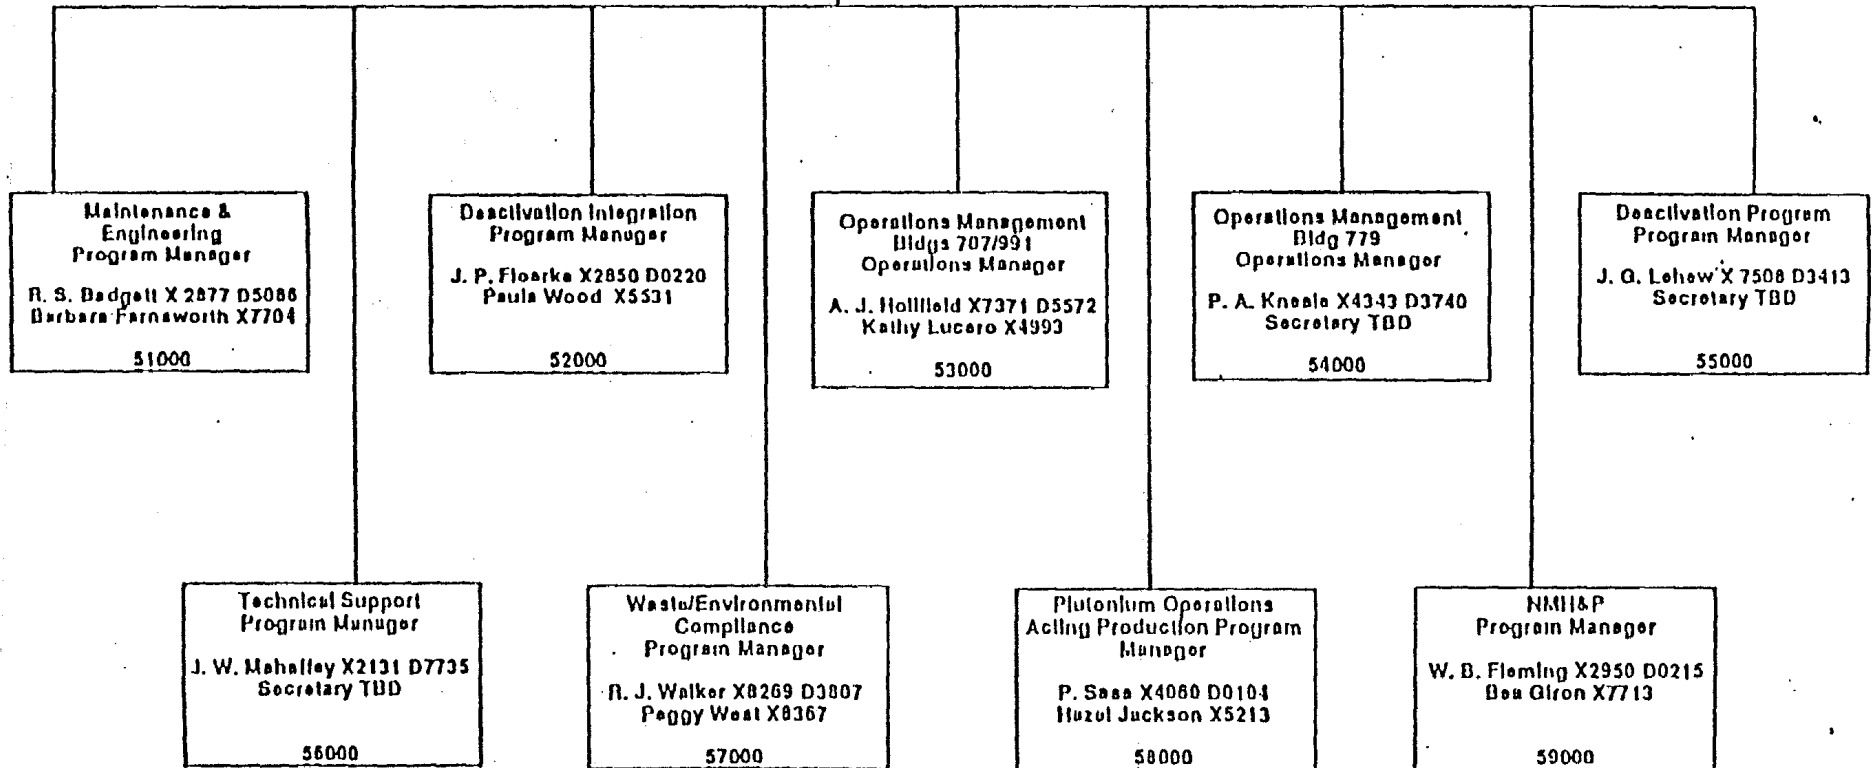 Maintenance &
Engineering
Program Manager
R. S. Badgett X 2877 D5086
Barbara Farnsworth X7704
51000
Deactivation Integration
Program Manager
J. P. Floerke X2850 D0220
Paula Wood X5531
52000
Operations Management
Bldgs 707/991
Operations Manager
A. J. Hollifield X7371 D5572
Kathy Lucero X4993
53000
Operations Management
Bldg 779
Operations Manager
P. A. Kneale X4343 D3740
Secretary TBD
54000
Deactivation Program
Program Manager
J. G. Lehew X 7508 D3413
Secretary TBD
55000
Technical Support
Program Manager
J. W. Mahaffey X2131 D7735
Secretary TBD
56000
Waste/Environmental
Compliance
Program Manager
R. J. Walker X8269 D3807
Peggy West X8367
57000
Plutonium Operations
Acting Production Program
Manager
P. Sasa X4060 D0104
Hazel Jackson X5213
58000
NMH&P
Program Manager
W. B. Fleming X2950 D0215
Bea Giron X7713
59000